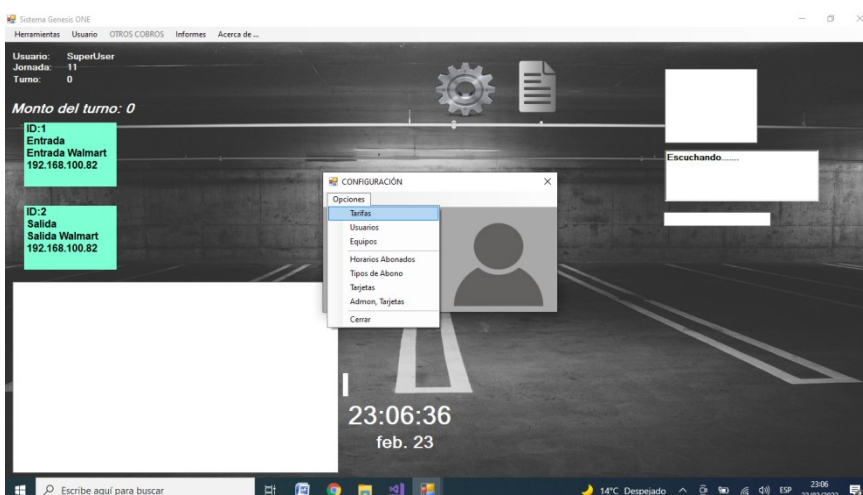 Sistema Genesis ONE
Herramientas Usuario OTROS COBROS Informes Acerca de ...
Usuario: SuperUser
Jornada: 11
Turno: 0
Monto del turno: 0
ID:1
Entrada
Entrada Walmart
192.168.100.82
Escuchando.......
CONFIGURACIÓN
Opciones
Tarifas
Usuarios
Equipos
Horarios Abonados
Tipos de Abono
Tarjetas
Admon, Tarjetas
Cerrar
ID:2
Salida
Salida Walmart
192.168.100.82
23:06:36
feb. 23
Escribe aquí para buscar
14°C Despejado
ESP
23:06